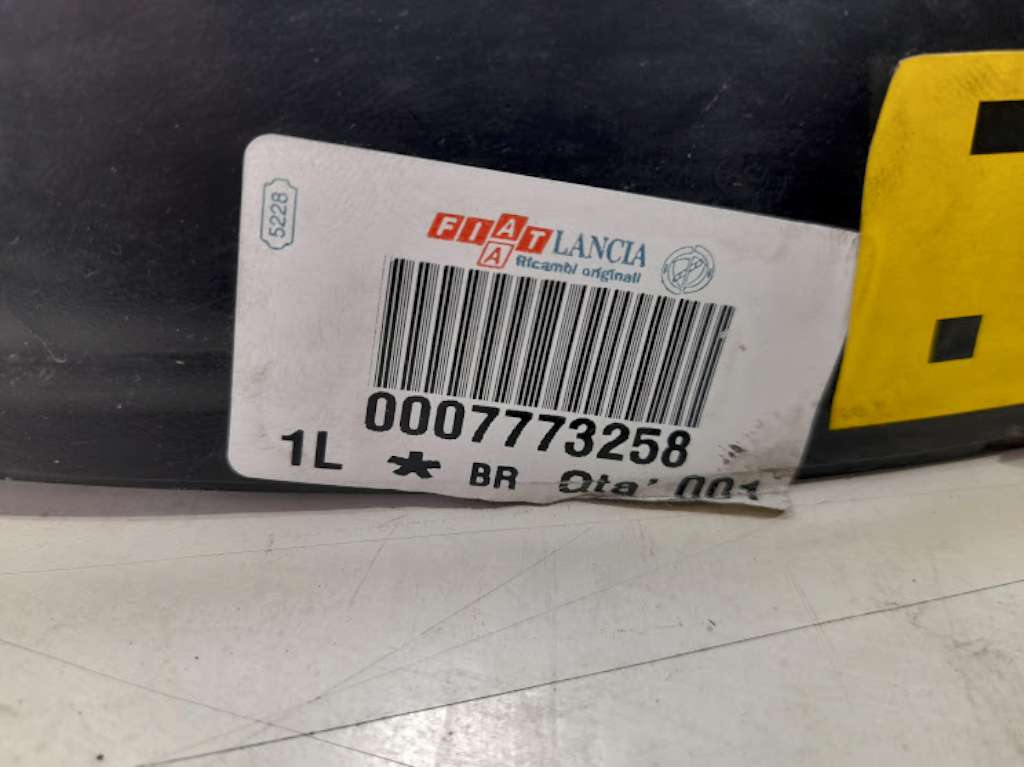 5228
FIAT LANCIA
A
Ricambi originali
0007773258
1L * BR Qta' 001